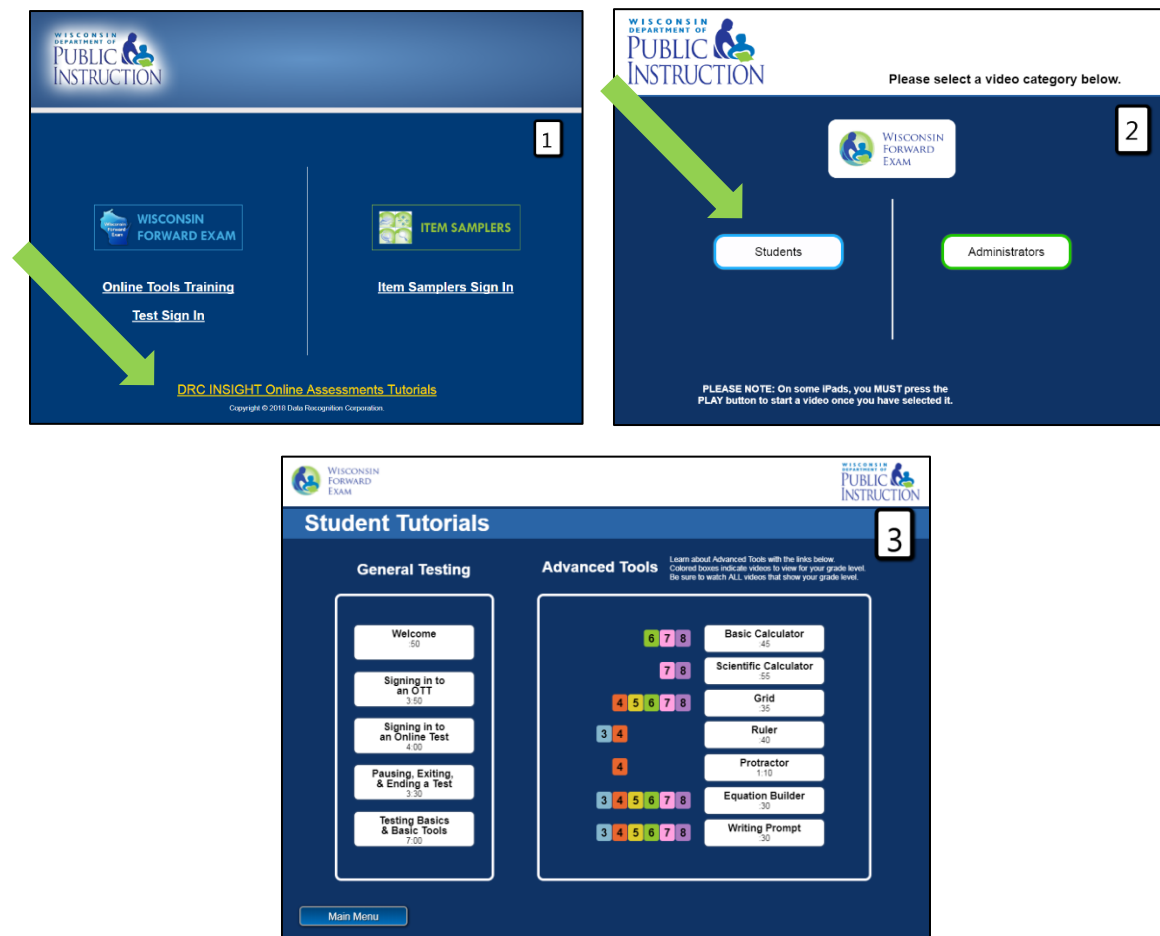 WISCONSIN
DEPARTMENT OF
PUBLIC
INSTRUCTION
1
WISCONSIN
FORWARD EXAM
Online Tools Training
Test Sign In
ITEM SAMPLERS
Item Samplers Sign In
DRC INSIGHT Online Assessments Tutorials
Copyright © 2018 Data Recognition Corporation.
WISCONSIN
DEPARTMENT OF
PUBLIC
INSTRUCTION
Please select a video category below.
2
WISCONSIN
FORWARD
EXAM
Students
Administrators
PLEASE NOTE: On some iPads, you MUST press the
PLAY button to start a video once you have selected it.
WISCONSIN
FORWARD
EXAM
WISCONSIN
DEPARTMENT OF
PUBLIC
INSTRUCTION
Student Tutorials
3
General Testing
Welcome
:50
Signing in to
an OTT
3:50
Signing in to
an Online Test
4:00
Pausing, Exiting,
& Ending a Test
3:30
Testing Basics
& Basic Tools
7:00
Advanced Tools
Learn about Advanced Tools with the links below.
Colored boxes indicate videos to view for your grade level.
Be sure to watch ALL videos that show your grade level.
6 7 8 Basic Calculator
:45
7 8 Scientific Calculator
:55
4 5 6 7 8 Grid
:35
3 4 Ruler
:40
4 Protractor
1:10
3 4 5 6 7 8 Equation Builder
:30
3 4 5 6 7 8 Writing Prompt
:30
Main Menu